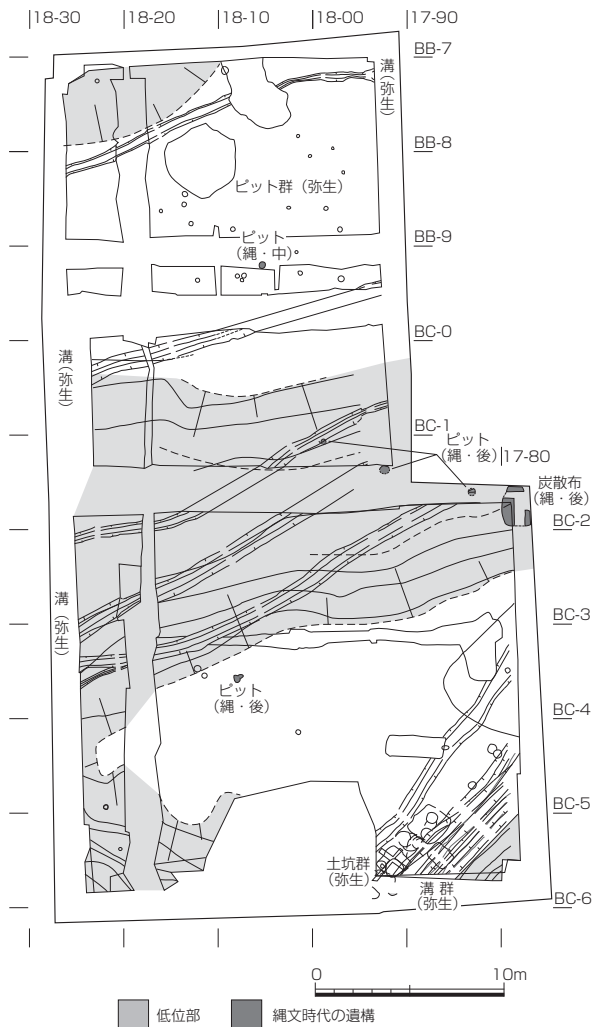 18-30
18-20
18-10
18-00
17-90
BB-7
溝(弥生)
BB-8
ピット群（弥生）
BB-9
ピット
（縄・中）
BC-0
溝(弥生)
BC-1
ピット
（縄・後）
17-80
炭散布
（縄・後）
BC-2
溝(弥生)
BC-3
ピット
（縄・後）
BC-4
BC-5
土坑群
（弥生）
溝 群
（弥生）
BC-6
0
10m
低位部
縄文時代の遺構